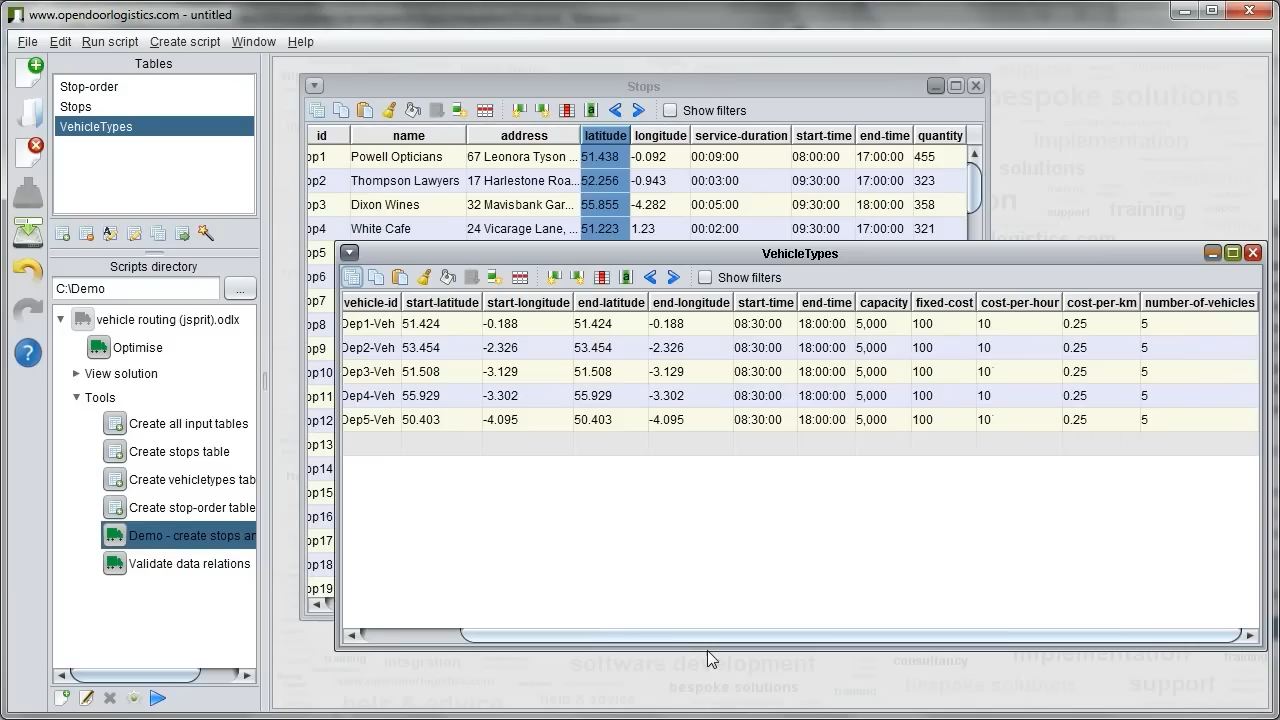 www.opendoorlogistics.com - untitled
File Edit Run script Create script Window Help
Tables
Stop-order
Stops
VehicleTypes
Scripts directory
C:\Demo
...
vehicle routing (jsprit).odlx
Optimise
View solution
Tools
Create all input tables
Create stops table
Create vehicletypes tab
Create stop-order table
Demo - create stops an
Validate data relations
Stops
Show filters
id name address latitude longitude service-duration start-time end-time quantity
op1 Powell Opticians 67 Leonora Tyson ... 51.438 -0.092 00:09:00 08:00:00 17:00:00 455
op2 Thompson Lawyers 17 Harlestone Roa... 52.256 -0.943 00:03:00 09:30:00 17:00:00 323
op3 Dixon Wines 32 Mavisbank Gar... 55.855 -4.282 00:05:00 09:30:00 18:00:00 358
op4 White Cafe 24 Vicarage Lane, ... 51.223 1.23 00:02:00 09:30:00 17:00:00 321
op5
op6
op7
op8
op9
op10
op11
op12
op13
op14
op15
op16
op17
op18
op19
VehicleTypes
Show filters
vehicle-id start-latitude start-longitude end-latitude end-longitude start-time end-time capacity fixed-cost cost-per-hour cost-per-km number-of-vehicles
Dep1-Veh 51.424 -0.188 51.424 -0.188 08:30:00 18:00:00 5,000 100 10 0.25 5
Dep2-Veh 53.454 -2.326 53.454 -2.326 08:30:00 18:00:00 5,000 100 10 0.25 5
Dep3-Veh 51.508 -3.129 51.508 -3.129 08:30:00 18:00:00 5,000 100 10 0.25 5
Dep4-Veh 55.929 -3.302 55.929 -3.302 08:30:00 18:00:00 5,000 100 10 0.25 5
Dep5-Veh 50.403 -4.095 50.403 -4.095 08:30:00 18:00:00 5,000 100 10 0.25 5
bespoke solutions
implementation
solutions
support
training
training
integration
software development
consultancy
implementation
training
bespoke solutions
training
bespoke solutions
support
help & advice
help & advice